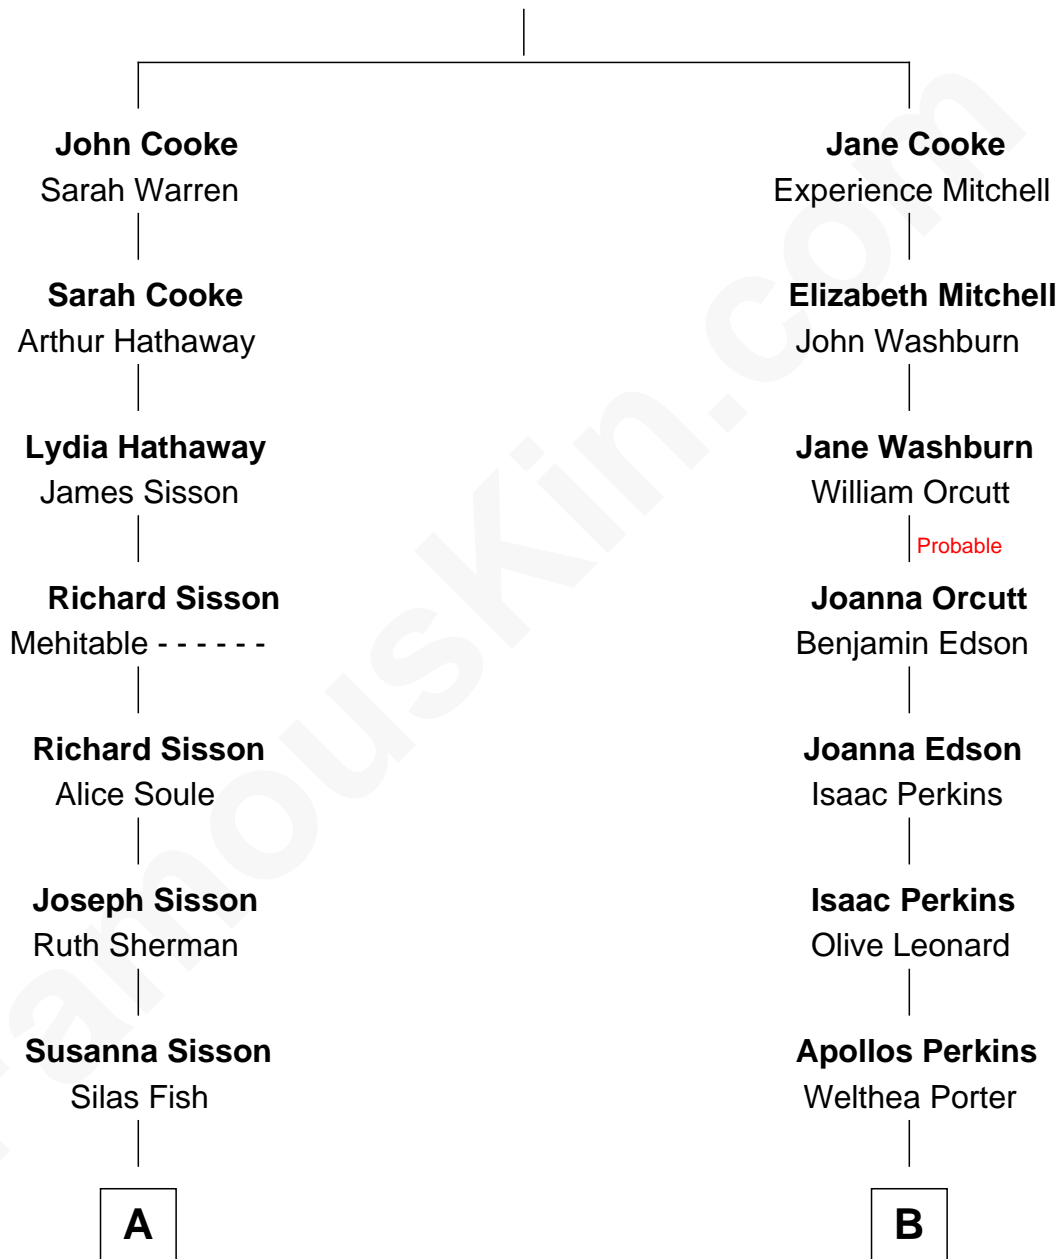 John Cooke
Sarah Warren
Sarah Cooke
Arthur Hathaway
Lydia Hathaway
James Sisson
Richard Sisson
Mehitable - - - - - -
Richard Sisson
Alice Soule
Joseph Sisson
Ruth Sherman
Susanna Sisson
Silas Fish
A
Jane Cooke
Experience Mitchell
Elizabeth Mitchell
John Washburn
Jane Washburn
William Orcutt
Probable
Joanna Orcutt
Benjamin Edson
Joanna Edson
Isaac Perkins
Isaac Perkins
Olive Leonard
Apollos Perkins
Welthea Porter
B
FamousKin.com